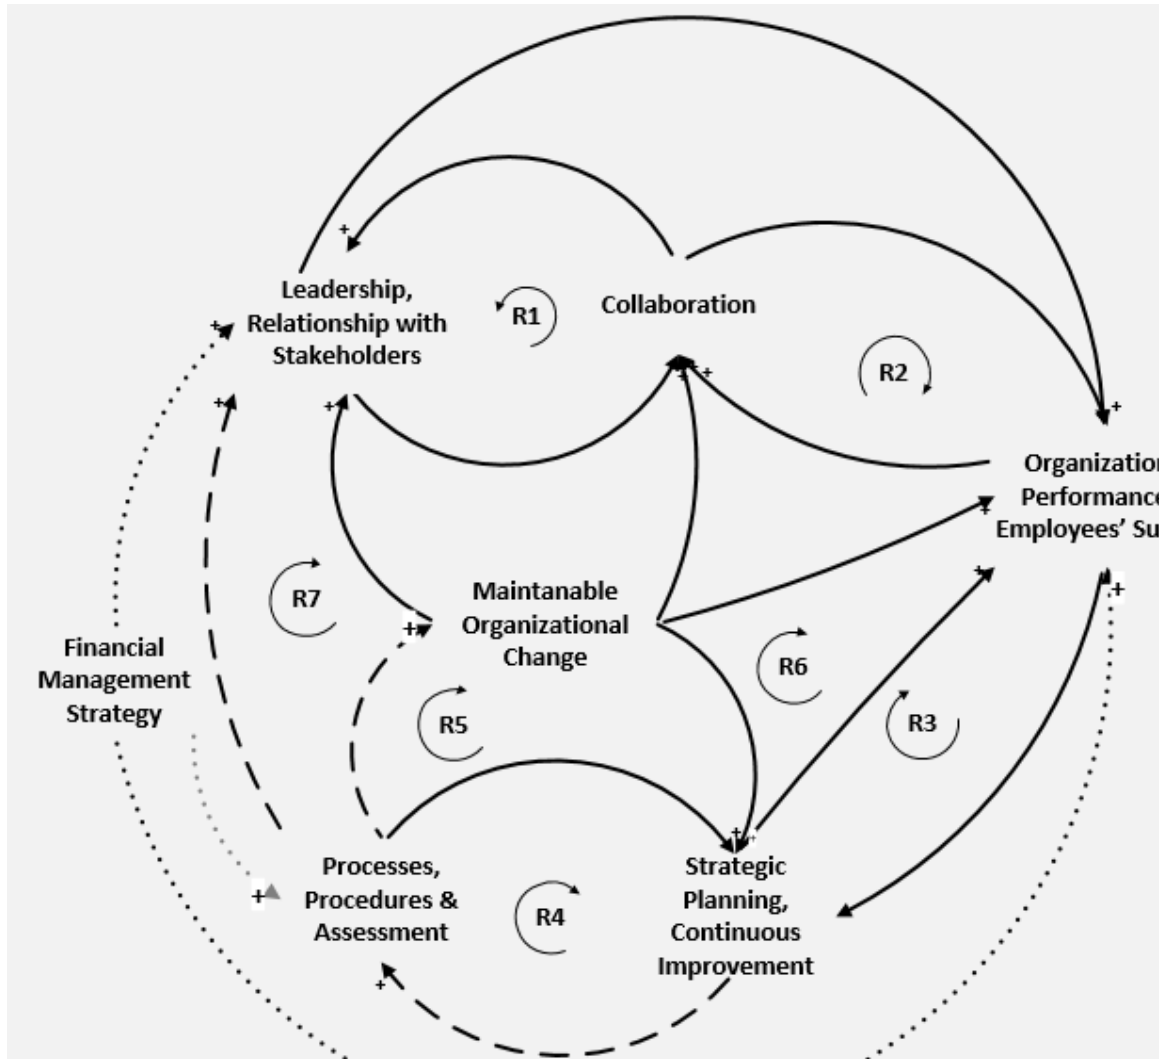 Leadership,
Relationship with
Stakeholders
R1
Collaboration
R2
Organization
Performance
Employees' Su
R7
Maintanable
Organizational
Change
Financial
Management
Strategy
R5
R6
R3
Processes,
Procedures &
Assessment
R4
Strategic
Planning,
Continuous
Improvement